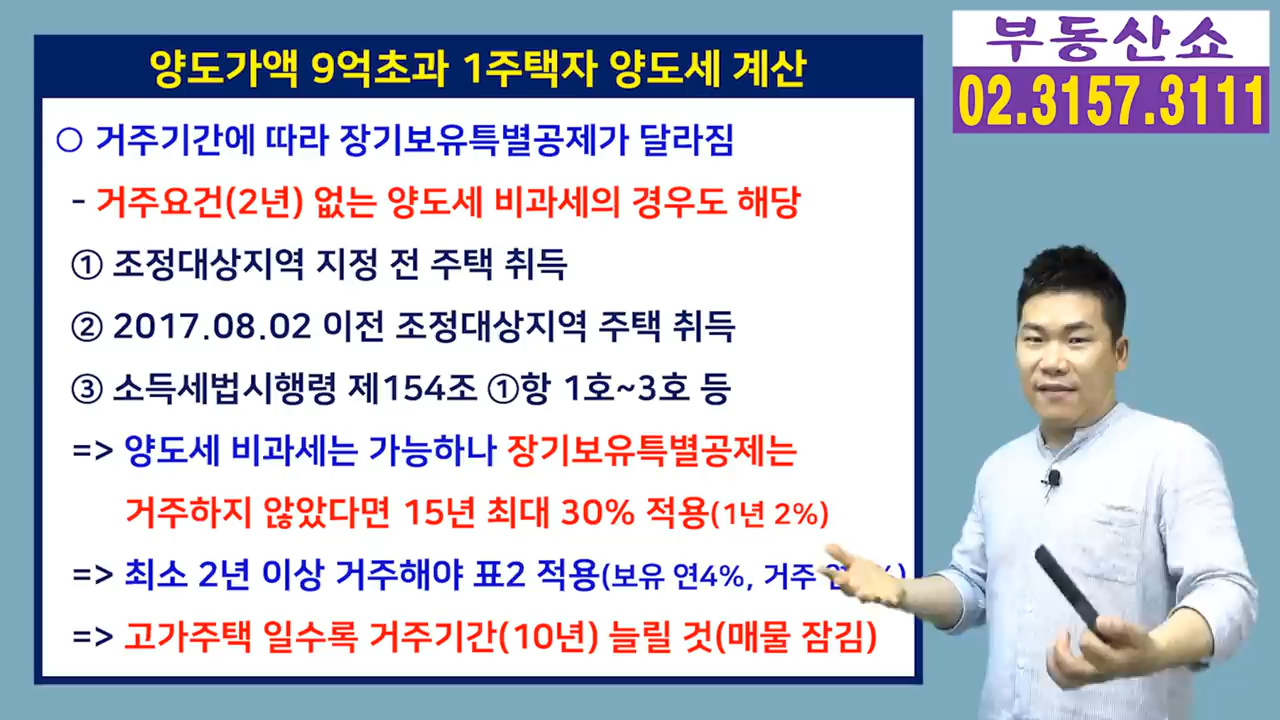 양도가액 9억초과 1주택자 양도세 계산
부동산쇼
02.3157.3111
○ 거주기간에 따라 장기보유특별공제가 달라짐
- 거주요건(2년) 없는 양도세 비과세의 경우도 해당
① 조정대상지역 지정 전 주택 취득
② 2017.08.02 이전 조정대상지역 주택 취득
③ 소득세법시행령 제154조 ①항 1호~3호 등
=> 양도세 비과세는 가능하나 장기보유특별공제는
거주하지 않았다면 15년 최대 30% 적용(1년 2%)
=> 최소 2년 이상 거주해야 표2 적용(보유 연4%, 거주
=> 고가주택 일수록 거주기간(10년) 늘릴 것(매물 잠김)